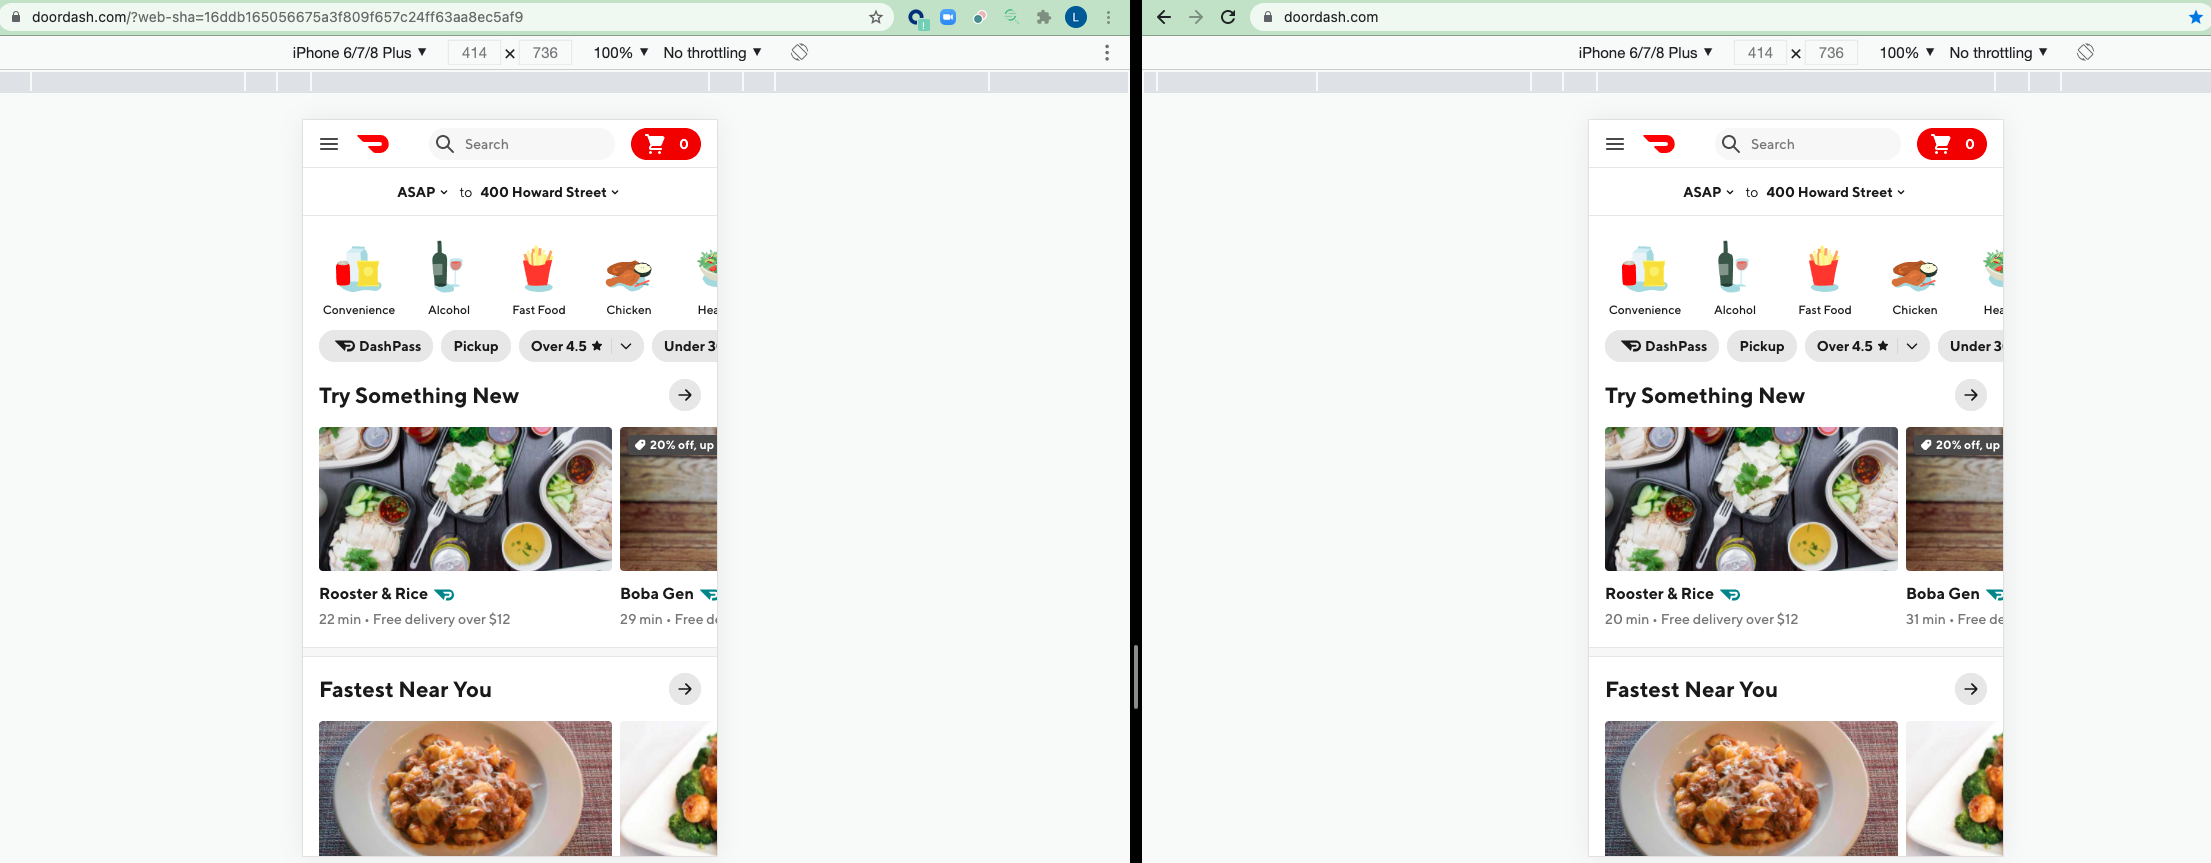 doordash.com/?web-sha=16ddb165056675a3f809f657c24ff63aa8ec5af9
L
iPhone 6/7/8 Plus ▼ 414 × 736 100% ▼ No throttling ▼
Search 0
ASAP to 400 Howard Street
Convenience Alcohol Fast Food Chicken Hea
DashPass Pickup Over 4.5 ★ Under 3
Try Something New
20% off, up
Rooster & Rice Boba Gen
22 min • Free delivery over $12 29 min • Free de
Fastest Near You
doordash.com
iPhone 6/7/8 Plus ▼ 414 × 736 100% ▼ No throttling ▼
Search 0
ASAP to 400 Howard Street
Convenience Alcohol Fast Food Chicken Hea
DashPass Pickup Over 4.5 ★ Under 3
Try Something New
20% off, up
Rooster & Rice Boba Gen
20 min • Free delivery over $12 31 min • Free de
Fastest Near You